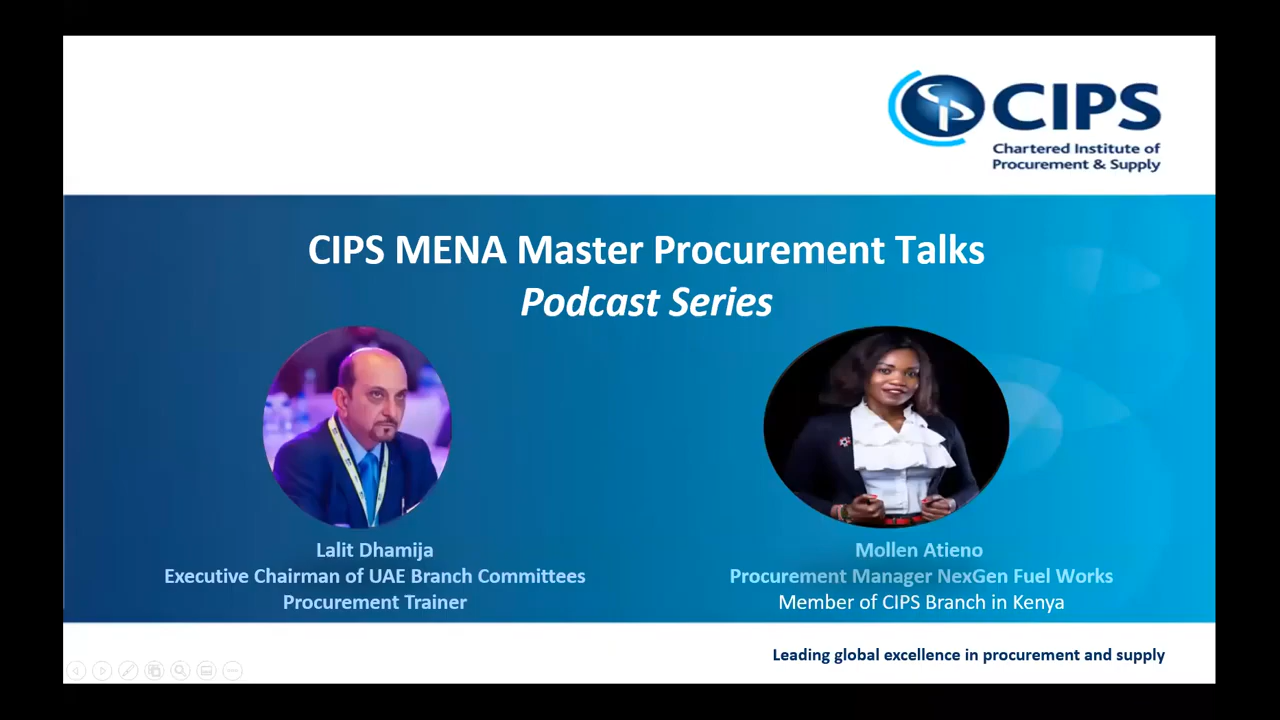 CIPS
Chartered Institute of
Procurement & Supply
CIPS MENA Master Procurement Talks
Podcast Series
Lalit Dhamija
Executive Chairman of UAE Branch Committees
Procurement Trainer
Mollen Atieno
Procurement Manager NexGen Fuel Works
Member of CIPS Branch in Kenya
Leading global excellence in procurement and supply